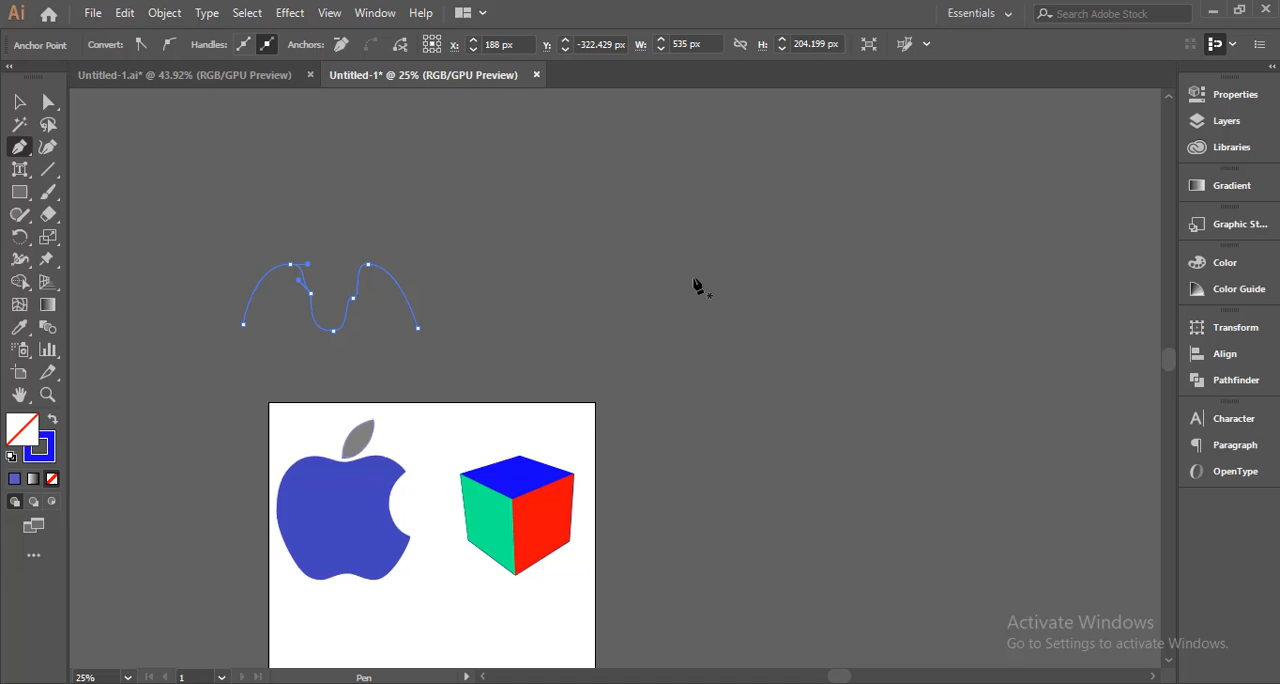 Ai File Edit Object Type Select Effect View Window Help Essentials Search Adobe Stock
Anchor Point Convert: Handles: Anchors: X: 188 px Y: -322.429 px W: 535 px H: 204.199 px
Untitled-1.ai* @ 43.92% (RGB/GPU Preview) × Untitled-1* @ 25% (RGB/GPU Preview) ×
Properties
Layers
Libraries
Gradient
Graphic St...
Color
Color Guide
Transform
Align
Pathfinder
Character
Paragraph
OpenType
Activate Windows
Go to Settings to activate Windows.
25% 1 Pen